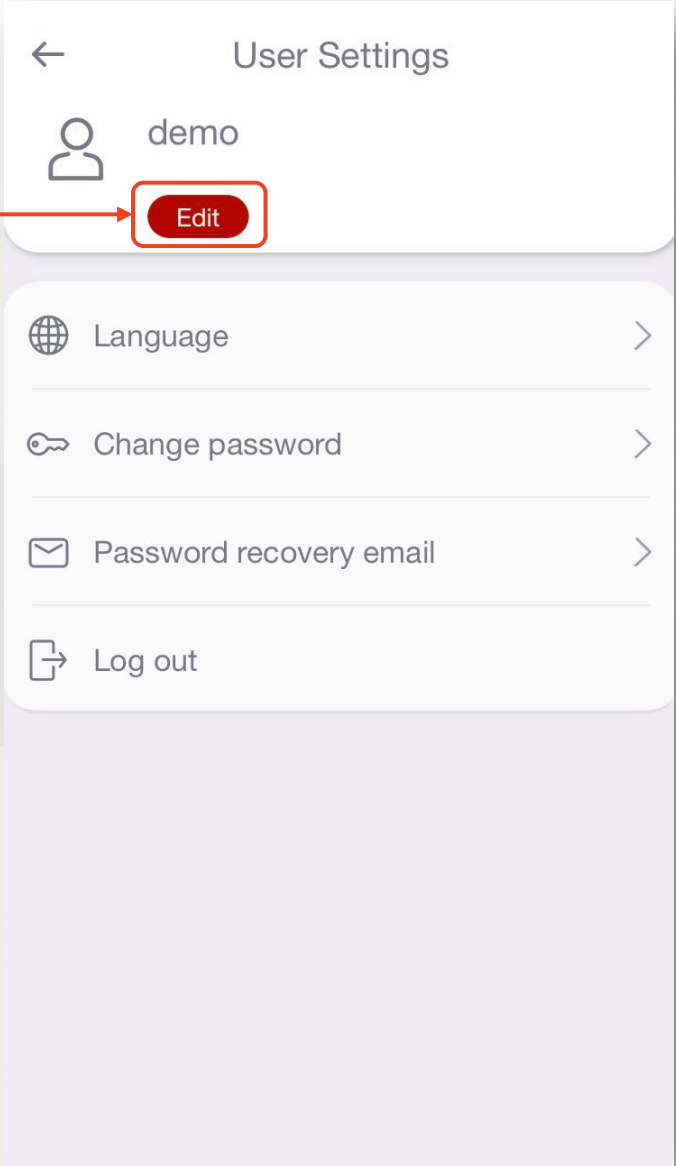 User Settings
demo
Edit
Language
Change password
Password recovery email
Log out